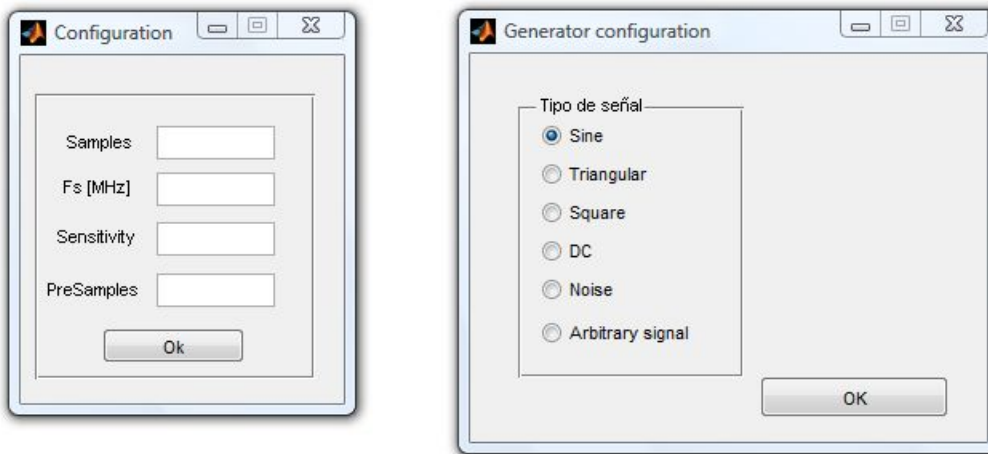 Configuration
Samples
Fs [MHz]
Sensitivity
PreSamples
Ok
Generator configuration
Tipo de señal
Sine
Triangular
Square
DC
Noise
Arbitrary signal
OK